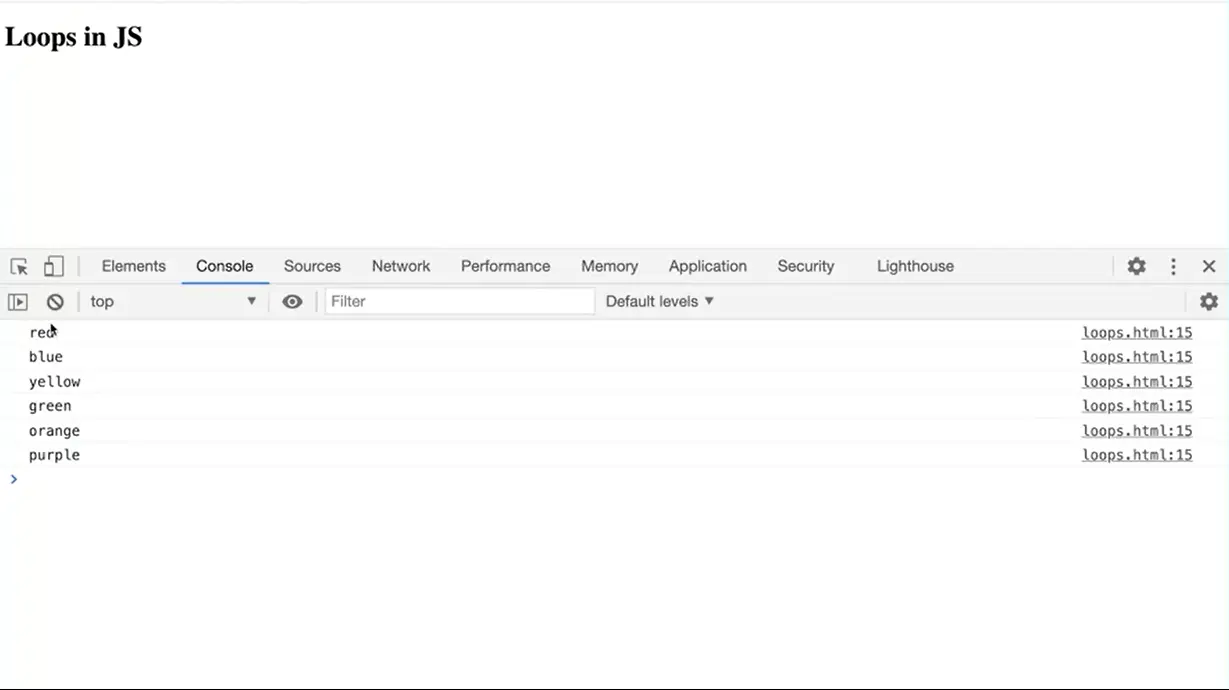 Loops in JS
Elements Console Sources Network Performance Memory Application Security Lighthouse
top Filter Default levels
red loops.html:15
blue loops.html:15
yellow loops.html:15
green loops.html:15
orange loops.html:15
purple loops.html:15